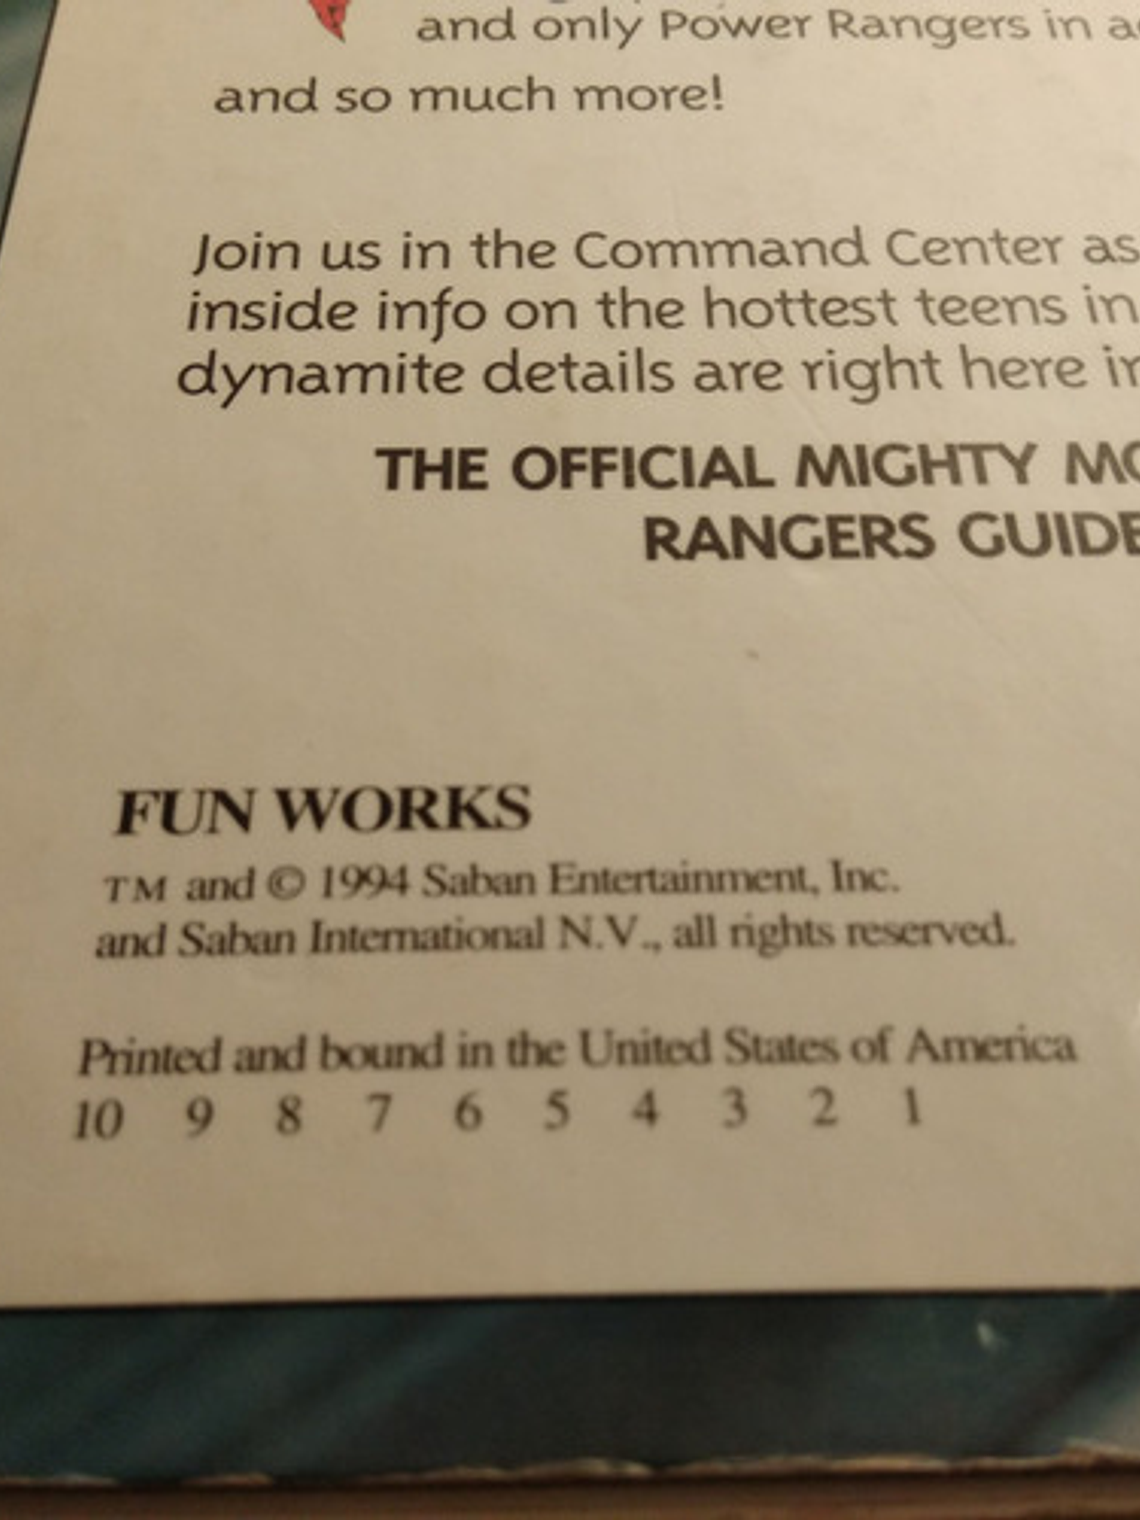 and only Power Rangers in
and so much more!
Join us in the Command Center as
inside info on the hottest teens in
dynamite details are right here
THE OFFICIAL MIGHTY
RANGERS GUIDE
FUN WORKS
TM and © 1994 Saban Entertainment, Inc.
and Saban International N.V., all rights reserved.
Printed and bound in the United States of America
10 9 8 7 6 5 4 3 2 1